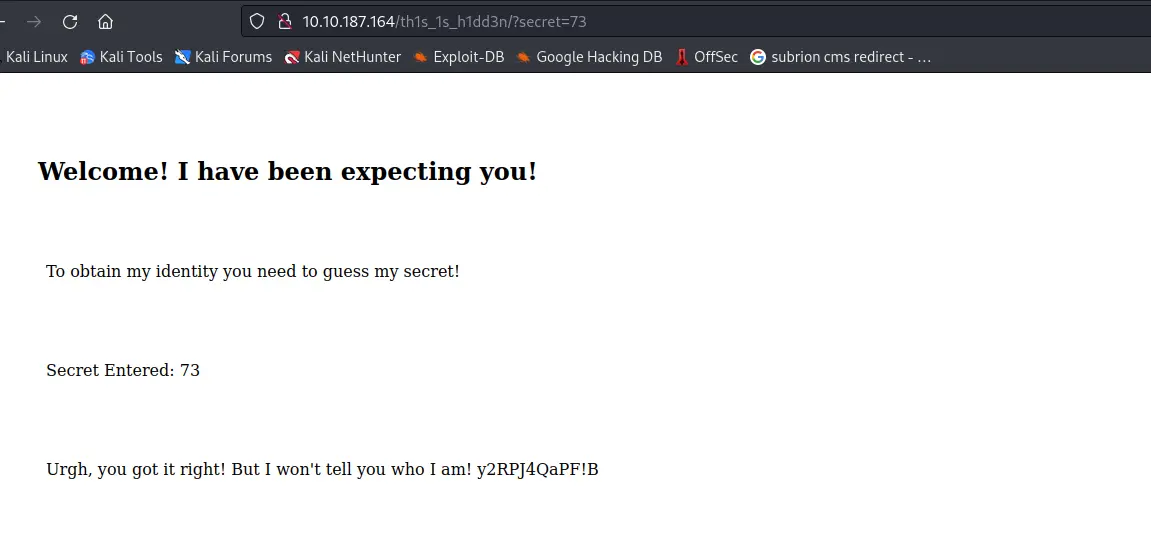 10.10.187.164/th1s_1s_h1dd3n/?secret=73
Kali Linux Kali Tools Kali Forums Kali NetHunter Exploit-DB Google Hacking DB OffSec subrion cms redirect - ...
Welcome! I have been expecting you!
To obtain my identity you need to guess my secret!
Secret Entered: 73
Urgh, you got it right! But I won't tell you who I am! y2RPJ4QaPF!B